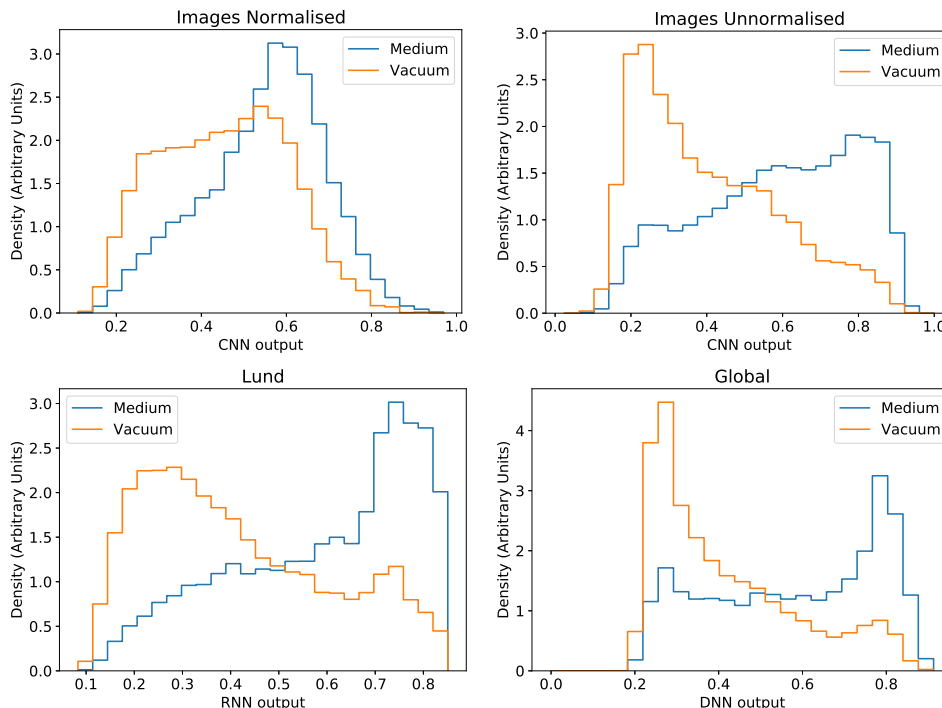 Images Normalised
Density (Arbitrary Units)
3.0
2.5
2.0
1.5
1.0
0.5
0.0
Medium
Vacuum
0.2 0.4 0.6 0.8 1.0
CNN output
Images Unnormalised
Density (Arbitrary Units)
3.0
2.5
2.0
1.5
1.0
0.5
0.0
Medium
Vacuum
0.0 0.2 0.4 0.6 0.8 1.0
CNN output
Lund
Density (Arbitrary Units)
3.0
2.5
2.0
1.5
1.0
0.5
0.0
Medium
Vacuum
0.1 0.2 0.3 0.4 0.5 0.6 0.7 0.8
RNN output
Global
Density (Arbitrary Units)
4
3
2
1
0
Medium
Vacuum
0.0 0.2 0.4 0.6 0.8
DNN output